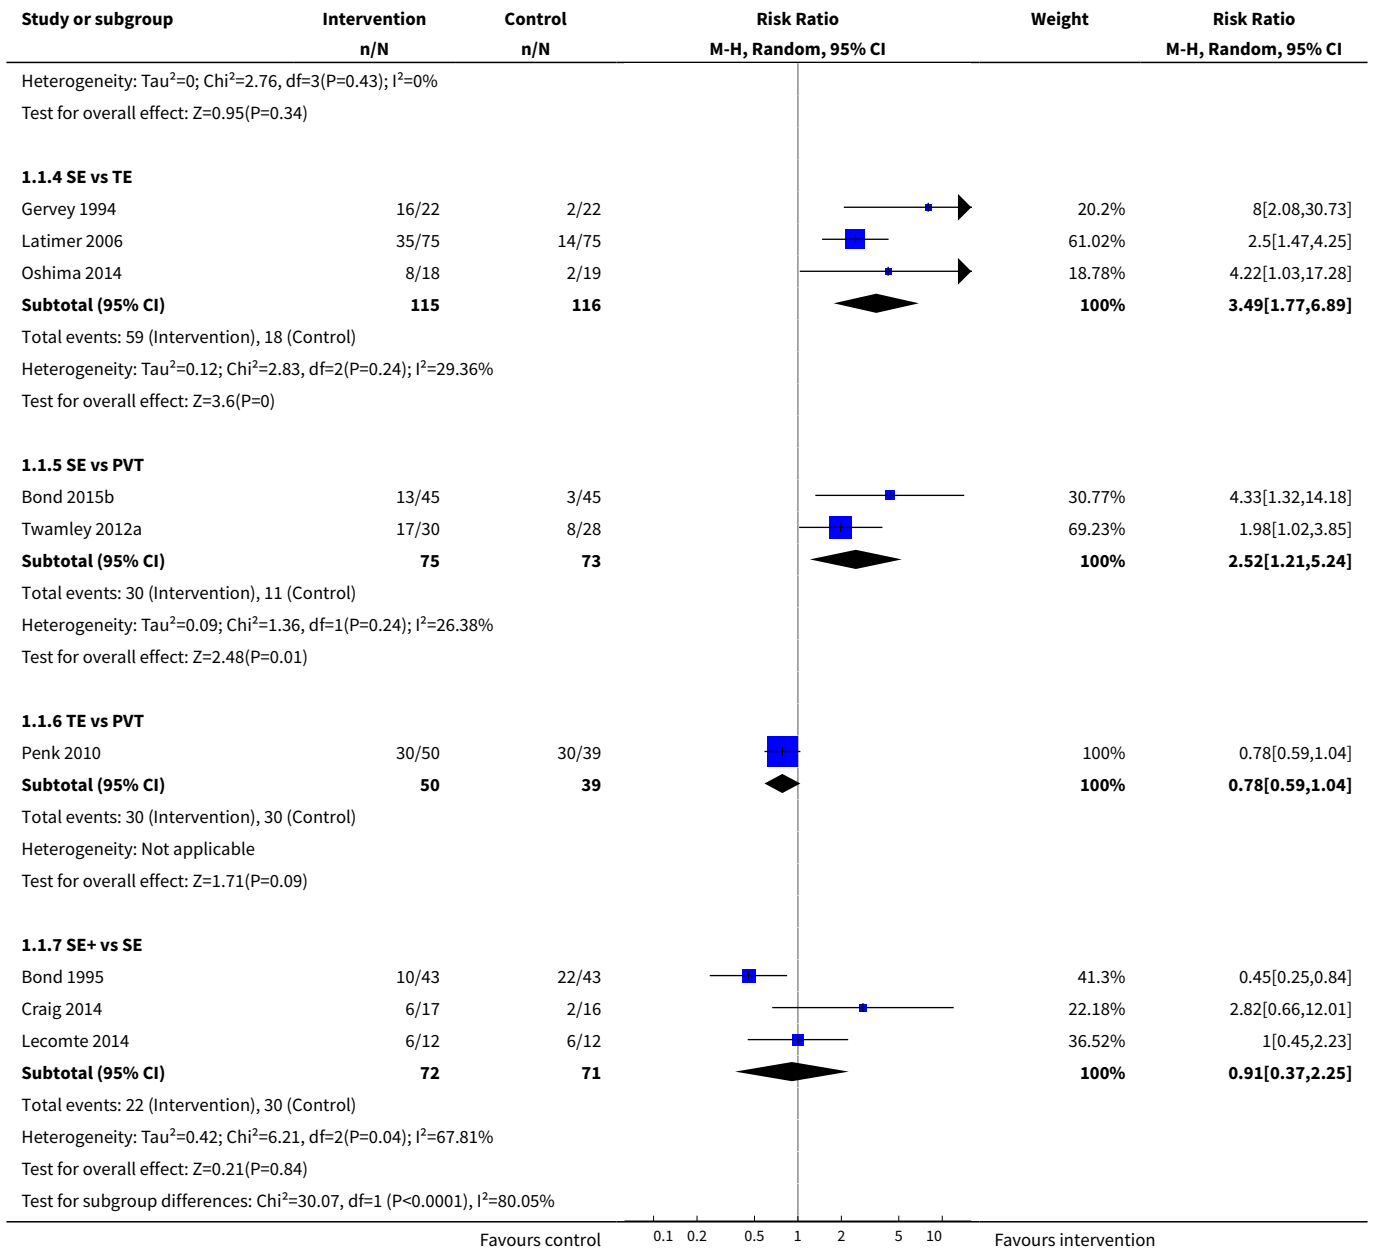 Study or subgroup Intervention Control Risk Ratio Weight Risk Ratio
n/N n/N M-H, Random, 95% CI M-H, Random, 95% CI
Heterogeneity: Tau²=0; Chi²=2.76, df=3(P=0.43); I²=0%
Test for overall effect: Z=0.95(P=0.34)
1.1.4 SE vs TE
Gervey 1994 16/22 2/22 20.2% 8[2.08,30.73]
Latimer 2006 35/75 14/75 61.02% 2.5[1.47,4.25]
Oshima 2014 8/18 2/19 18.78% 4.22[1.03,17.28]
Subtotal (95% CI) 115 116 100% 3.49[1.77,6.89]
Total events: 59 (Intervention), 18 (Control)
Heterogeneity: Tau²=0.12; Chi²=2.83, df=2(P=0.24); I²=29.36%
Test for overall effect: Z=3.6(P=0)
1.1.5 SE vs PVT
Bond 2015b 13/45 3/45 30.77% 4.33[1.32,14.18]
Twamley 2012a 17/30 8/28 69.23% 1.98[1.02,3.85]
Subtotal (95% CI) 75 73 100% 2.52[1.21,5.24]
Total events: 30 (Intervention), 11 (Control)
Heterogeneity: Tau²=0.09; Chi²=1.36, df=1(P=0.24); I²=26.38%
Test for overall effect: Z=2.48(P=0.01)
1.1.6 TE vs PVT
Penk 2010 30/50 30/39 100% 0.78[0.59,1.04]
Subtotal (95% CI) 50 39 100% 0.78[0.59,1.04]
Total events: 30 (Intervention), 30 (Control)
Heterogeneity: Not applicable
Test for overall effect: Z=1.71(P=0.09)
1.1.7 SE+ vs SE
Bond 1995 10/43 22/43 41.3% 0.45[0.25,0.84]
Craig 2014 6/17 2/16 22.18% 2.82[0.66,12.01]
Lecomte 2014 6/12 6/12 36.52% 1[0.45,2.23]
Subtotal (95% CI) 72 71 100% 0.91[0.37,2.25]
Total events: 22 (Intervention), 30 (Control)
Heterogeneity: Tau²=0.42; Chi²=6.21, df=2(P=0.04); I²=67.81%
Test for overall effect: Z=0.21(P=0.84)
Test for subgroup differences: Chi²=30.07, df=1 (P<0.0001), I²=80.05%
Favours control 0.1 0.2 0.5 1 2 5 10 Favours intervention